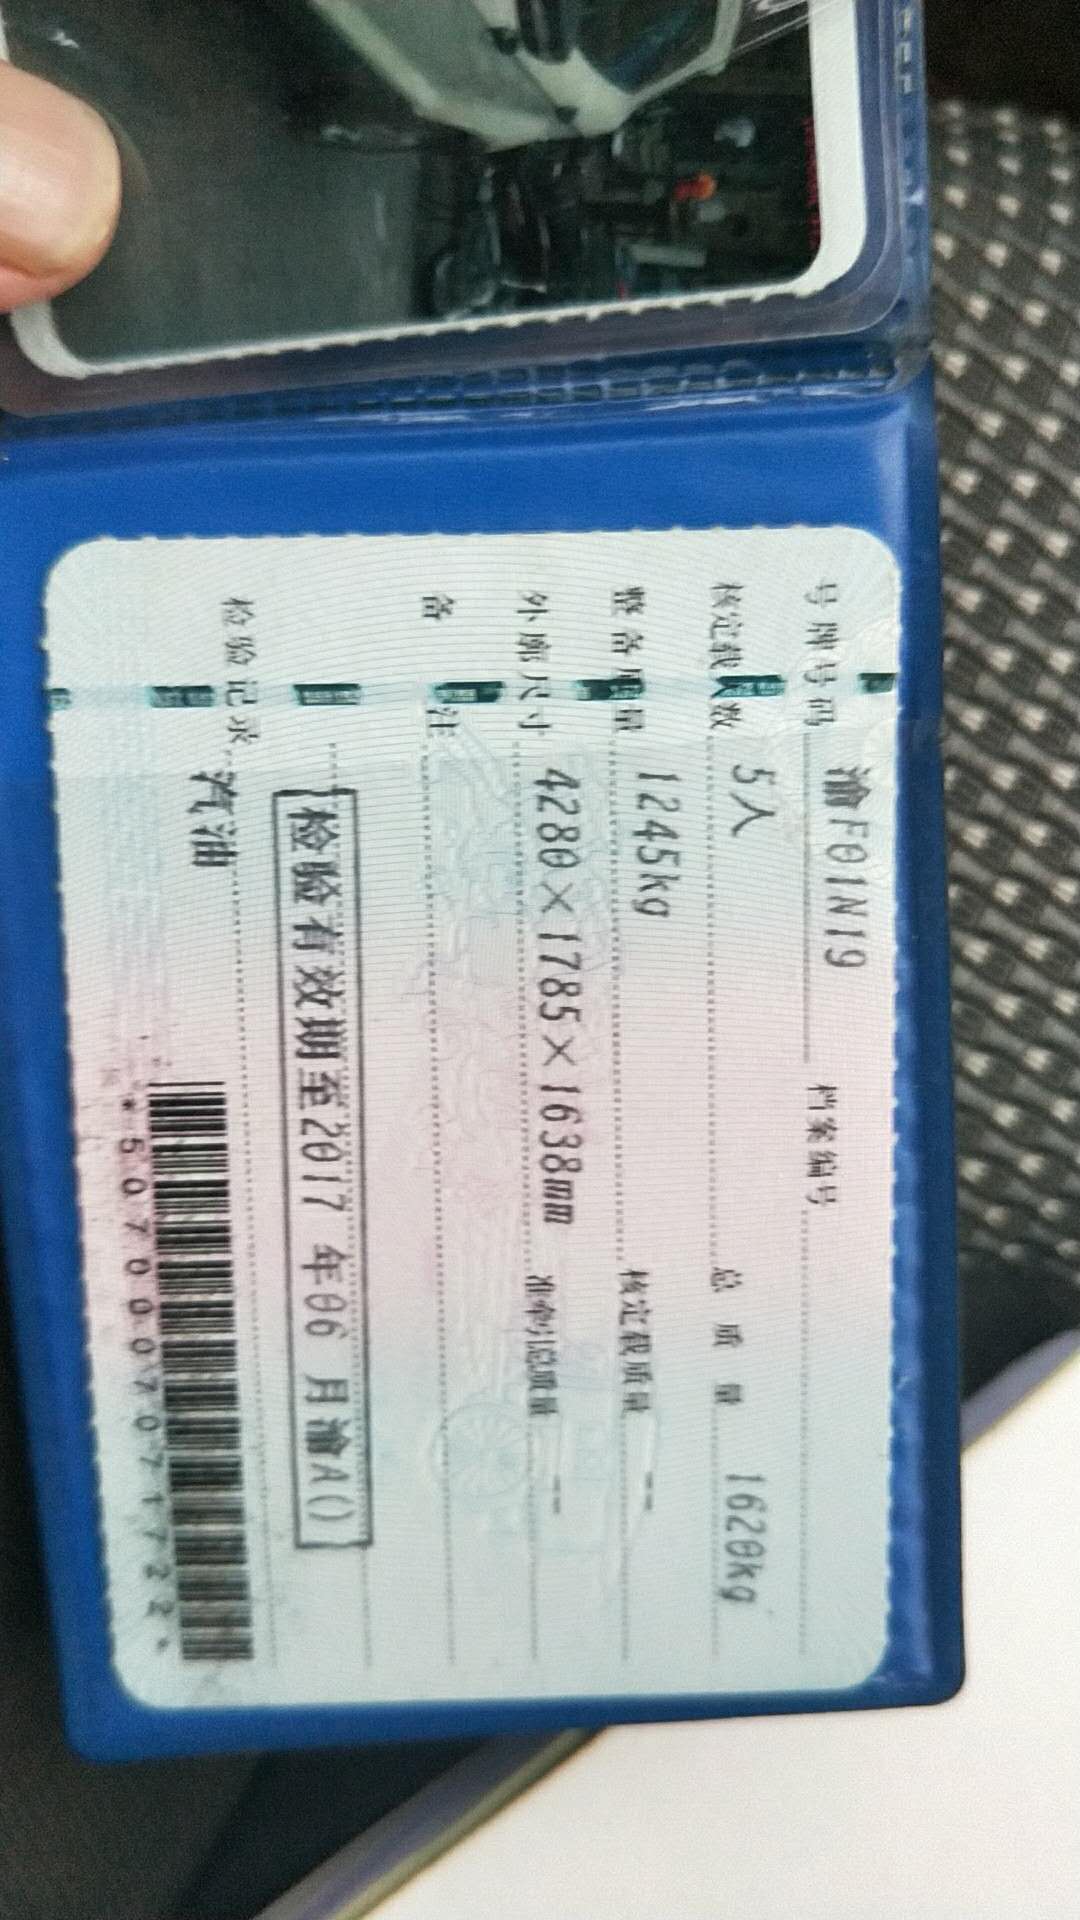 号牌号码 渝F01N19 档案编号
核定载人数 5人 总质量 1620kg
整备质量 1245kg 核定载质量 --
外廓尺寸 4280×1785×1638mm 准牵引总质量 --
备注
检验有效期至2017年06月渝A()
检验记录 汽油
*5070007071722*